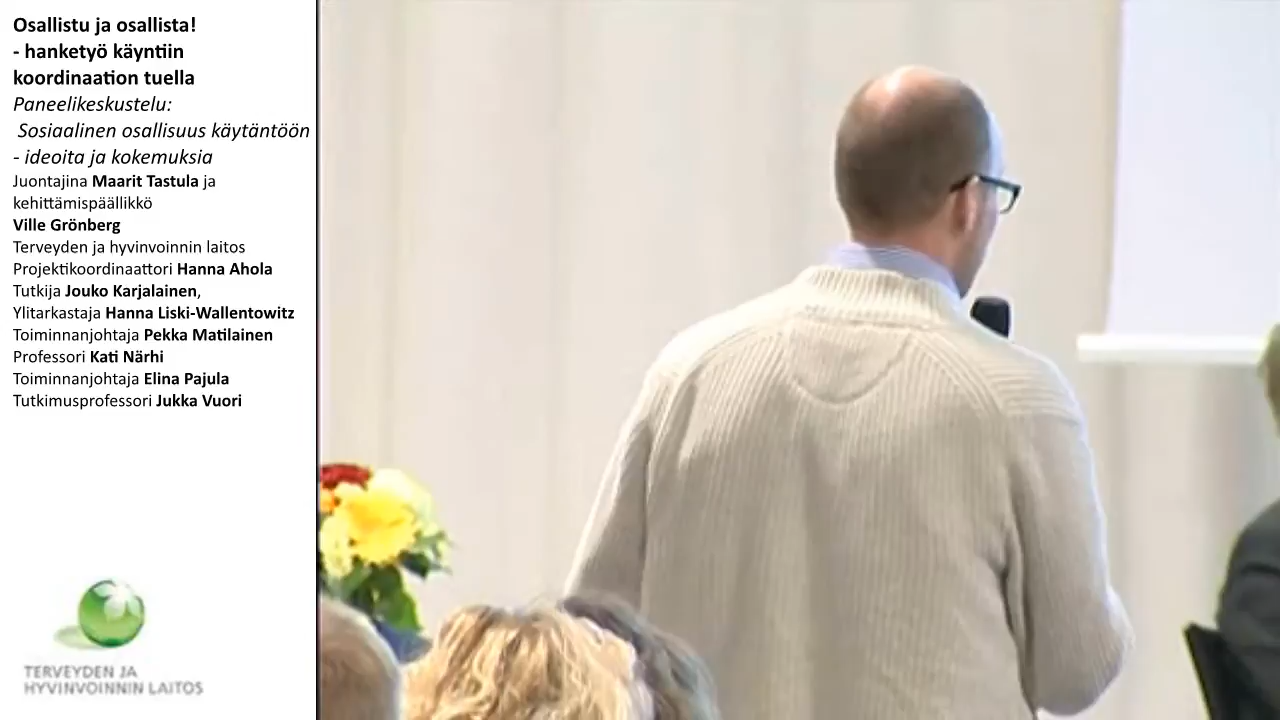 Osallistu ja osallista!
- hanketyö käyntiin
koordinaation tuella
Paneelikeskustelu:
Sosiaalinen osallisuus käytäntöön
- ideoita ja kokemuksia
Juontajina Maarit Tastula ja
kehittämispäällikkö
Ville Grönberg
Terveyden ja hyvinvoinnin laitos
Projektikoordinaattori Hanna Ahola
Tutkija Jouko Karjalainen,
Ylitarkastaja Hanna Liski-Wallentowitz
Toiminnanjohtaja Pekka Matilainen
Professori Kati Närhi
Toiminnanjohtaja Elina Pajula
Tutkimusprofessori Jukka Vuori
TERVEYDEN JA
HYVINVOINNIN LAITOS